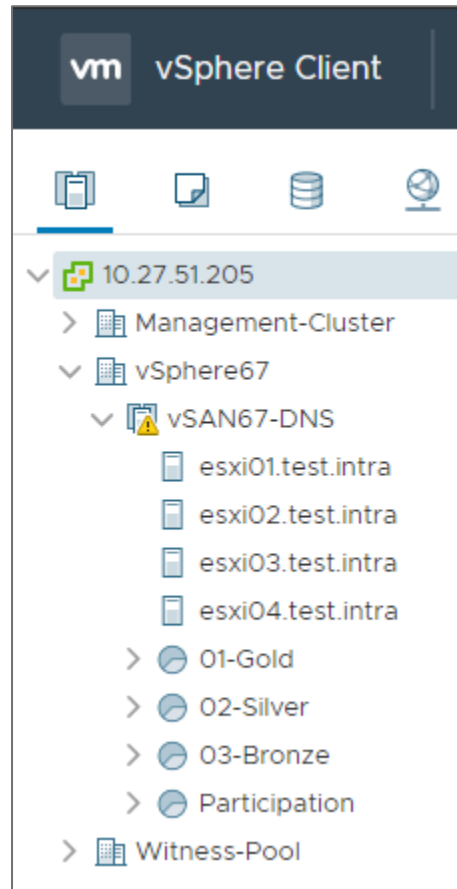 vm vSphere Client
10.27.51.205
Management-Cluster
vSphere67
vSAN67-DNS
esxi01.test.intra
esxi02.test.intra
esxi03.test.intra
esxi04.test.intra
01-Gold
02-Silver
03-Bronze
Participation
Witness-Pool